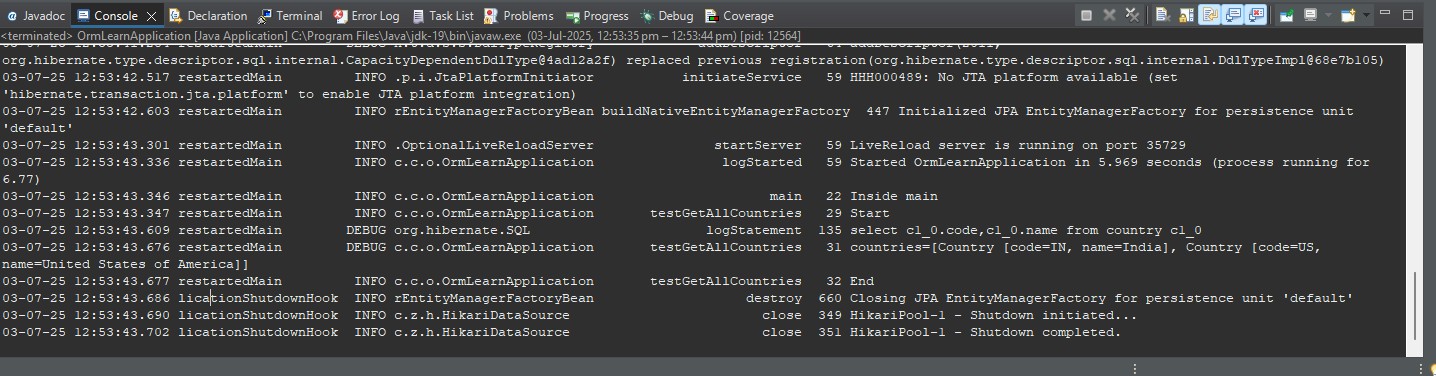 Javadoc Console Declaration Terminal Error Log Task List Problems Progress Debug Coverage
<terminated> OrmLearnApplication [Java Application] C:\Program Files\Java\jdk-19\bin\javaw.exe (03-Jul-2025, 12:53:35 pm – 12:53:44 pm) [pid: 12564]
org.hibernate.type.descriptor.sql.internal.CapacityDependentDdlType@4ad12a2f) replaced previous registration(org.hibernate.type.descriptor.sql.internal.DdlTypeImpl@68e7b105)
03-07-25 12:53:42.517 restartedMain INFO .p.i.JtaPlatformInitiator initiateService 59 HHH000489: No JTA platform available (set
'hibernate.transaction.jta.platform' to enable JTA platform integration)
03-07-25 12:53:42.603 restartedMain INFO rEntityManagerFactoryBean buildNativeEntityManagerFactory 447 Initialized JPA EntityManagerFactory for persistence unit
'default'
03-07-25 12:53:43.301 restartedMain INFO .OptionalLiveReloadServer startServer 59 LiveReload server is running on port 35729
03-07-25 12:53:43.336 restartedMain INFO c.c.o.OrmLearnApplication logStarted 59 Started OrmLearnApplication in 5.969 seconds (process running for
6.77)
03-07-25 12:53:43.346 restartedMain INFO c.c.o.OrmLearnApplication main 22 Inside main
03-07-25 12:53:43.347 restartedMain INFO c.c.o.OrmLearnApplication testGetAllCountries 29 Start
03-07-25 12:53:43.609 restartedMain DEBUG org.hibernate.SQL logStatement 135 select c1_0.code,c1_0.name from country c1_0
03-07-25 12:53:43.676 restartedMain DEBUG c.c.o.OrmLearnApplication testGetAllCountries 31 countries=[Country [code=IN, name=India], Country [code=US,
name=United States of America]]
03-07-25 12:53:43.677 restartedMain INFO c.c.o.OrmLearnApplication testGetAllCountries 32 End
03-07-25 12:53:43.686 licationShutdownHook INFO rEntityManagerFactoryBean destroy 660 Closing JPA EntityManagerFactory for persistence unit 'default'
03-07-25 12:53:43.690 licationShutdownHook INFO c.z.h.HikariDataSource close 349 HikariPool-1 - Shutdown initiated...
03-07-25 12:53:43.702 licationShutdownHook INFO c.z.h.HikariDataSource close 351 HikariPool-1 - Shutdown completed.